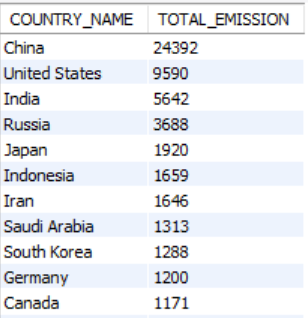 COUNTRY_NAME TOTAL_EMISSION
China 24392
United States 9590
India 5642
Russia 3688
Japan 1920
Indonesia 1659
Iran 1646
Saudi Arabia 1313
South Korea 1288
Germany 1200
Canada 1171